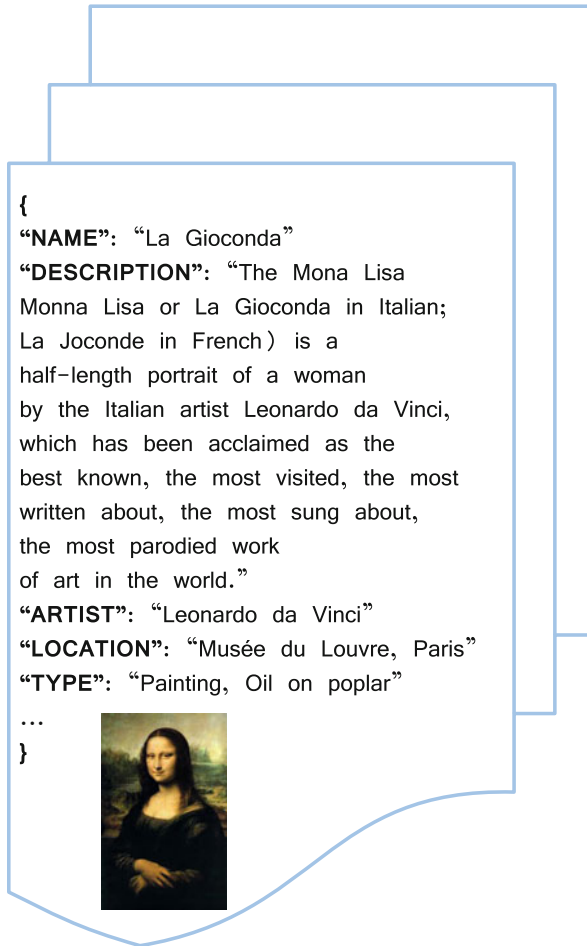 {
“NAME”: “La Gioconda”
“DESCRIPTION”: “The Mona Lisa
Monna Lisa or La Gioconda in Italian;
La Joconde in French) is a
half-length portrait of a woman
by the Italian artist Leonardo da Vinci,
which has been acclaimed as the
best known, the most visited, the most
written about, the most sung about,
the most parodied work
of art in the world.”
“ARTIST”: “Leonardo da Vinci”
“LOCATION”: “Musée du Louvre, Paris”
“TYPE”: “Painting, Oil on poplar”
...
}